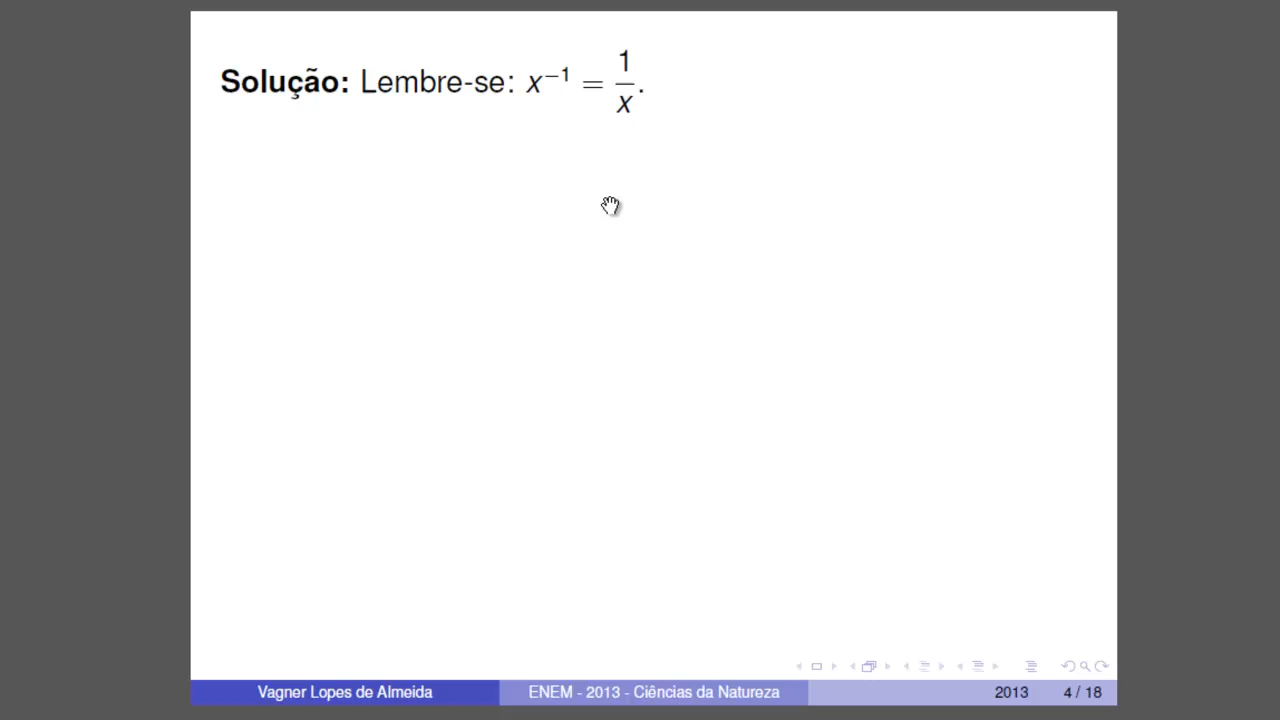 Solução: Lembre-se: x⁻¹ = 1/x.
Vagner Lopes de Almeida ENEM - 2013 - Ciências da Natureza 2013 4 / 18